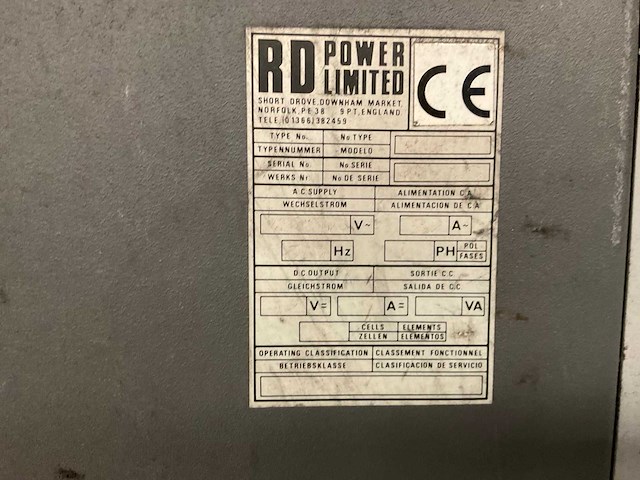 RD POWER LIMITED
CE
SHORT DROVE, DOWNHAM MARKET,
NORFOLK, PE38 9PT, ENGLAND
TELE. (01366) 382459
TYPE No. No TYPE
TYPENNUMMER MODELO
SERIAL No. No SERIE
WERKS Nr No DE SERIE
A.C. SUPPLY ALIMENTATION C.A.
WECHSELSTROM ALIMENTACION DE C.A.
V~ A~
Hz PH POL FASES
D.C. OUTPUT SORTIE C.C.
GLEICHSTROM SALIDA DE C.C.
V= A= VA
CELLS ELEMENTS
ZELLEN ELEMENTOS
OPERATING CLASSIFICATION CLASSEMENT FONCTIONNEL
BETRIEBSKLASSE CLASIFICACION DE SERVICIO